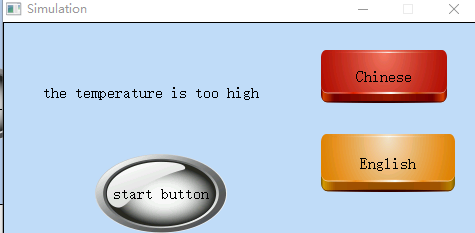 Simulation
the temperature is too high
Chinese
English
start button